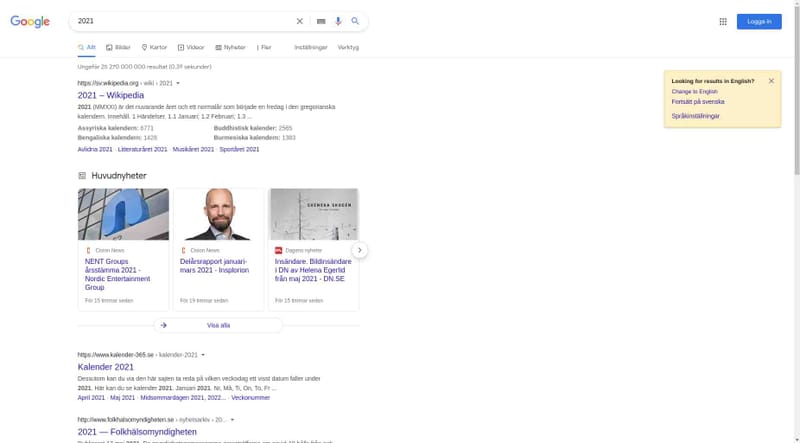 Google
2021
Logga in
Allt
Bilder
Kartor
Videor
Nyheter
Fler
Inställningar
Verktyg
Ungefär 25 270 000 000 resultat (0,39 sekunder)
Looking for results in English?
Change to English
Fortsätt på svenska
Språkinställningar
https://sv.wikipedia.org › wiki › 2021
2021 – Wikipedia
2021 (MMXXI) är det nuvarande året och ett normalår som började en fredag i den gregorianska
kalendern. Innehåll. 1 Händelser. 1.1 Januari; 1.2 Februari; 1.3 ...
Assyriska kalendern: 6771
Buddhistisk kalender: 2565
Bengaliska kalendern: 1428
Burmesiska kalendern: 1383
Avlidna 2021 · Litteraturåret 2021 · Musikåret 2021 · Sportåret 2021
Huvudnyheter
SVENSKA SKOGEN
Cision News
NENT Groups
årsstämma 2021 -
Nordic Entertainment
Group
För 15 timmar sedan
Cision News
Delårsrapport januari-
mars 2021 - Insplorion
För 19 timmar sedan
Dagens nyheter
Insändare. Bildinsändare
i DN av Helena Egerlid
från maj 2021 - DN.SE
För 15 timmar sedan
Visa alla
https://www.kalender-365.se › kalender-2021
Kalender 2021
Dessutom kan du via den här sajten ta reda på vilken veckodag ett visst datum faller under
2021. Här kan du se kalender 2021. Januari 2021. Nr, Må, Ti, On, To, Fr ...
April 2021 · Maj 2021 · Midsommardagen 2021, 2022... · Veckonummer
http://www.folkhalsomyndigheten.se › nyhetsarkiv › 20...
2021 — Folkhälsomyndigheten